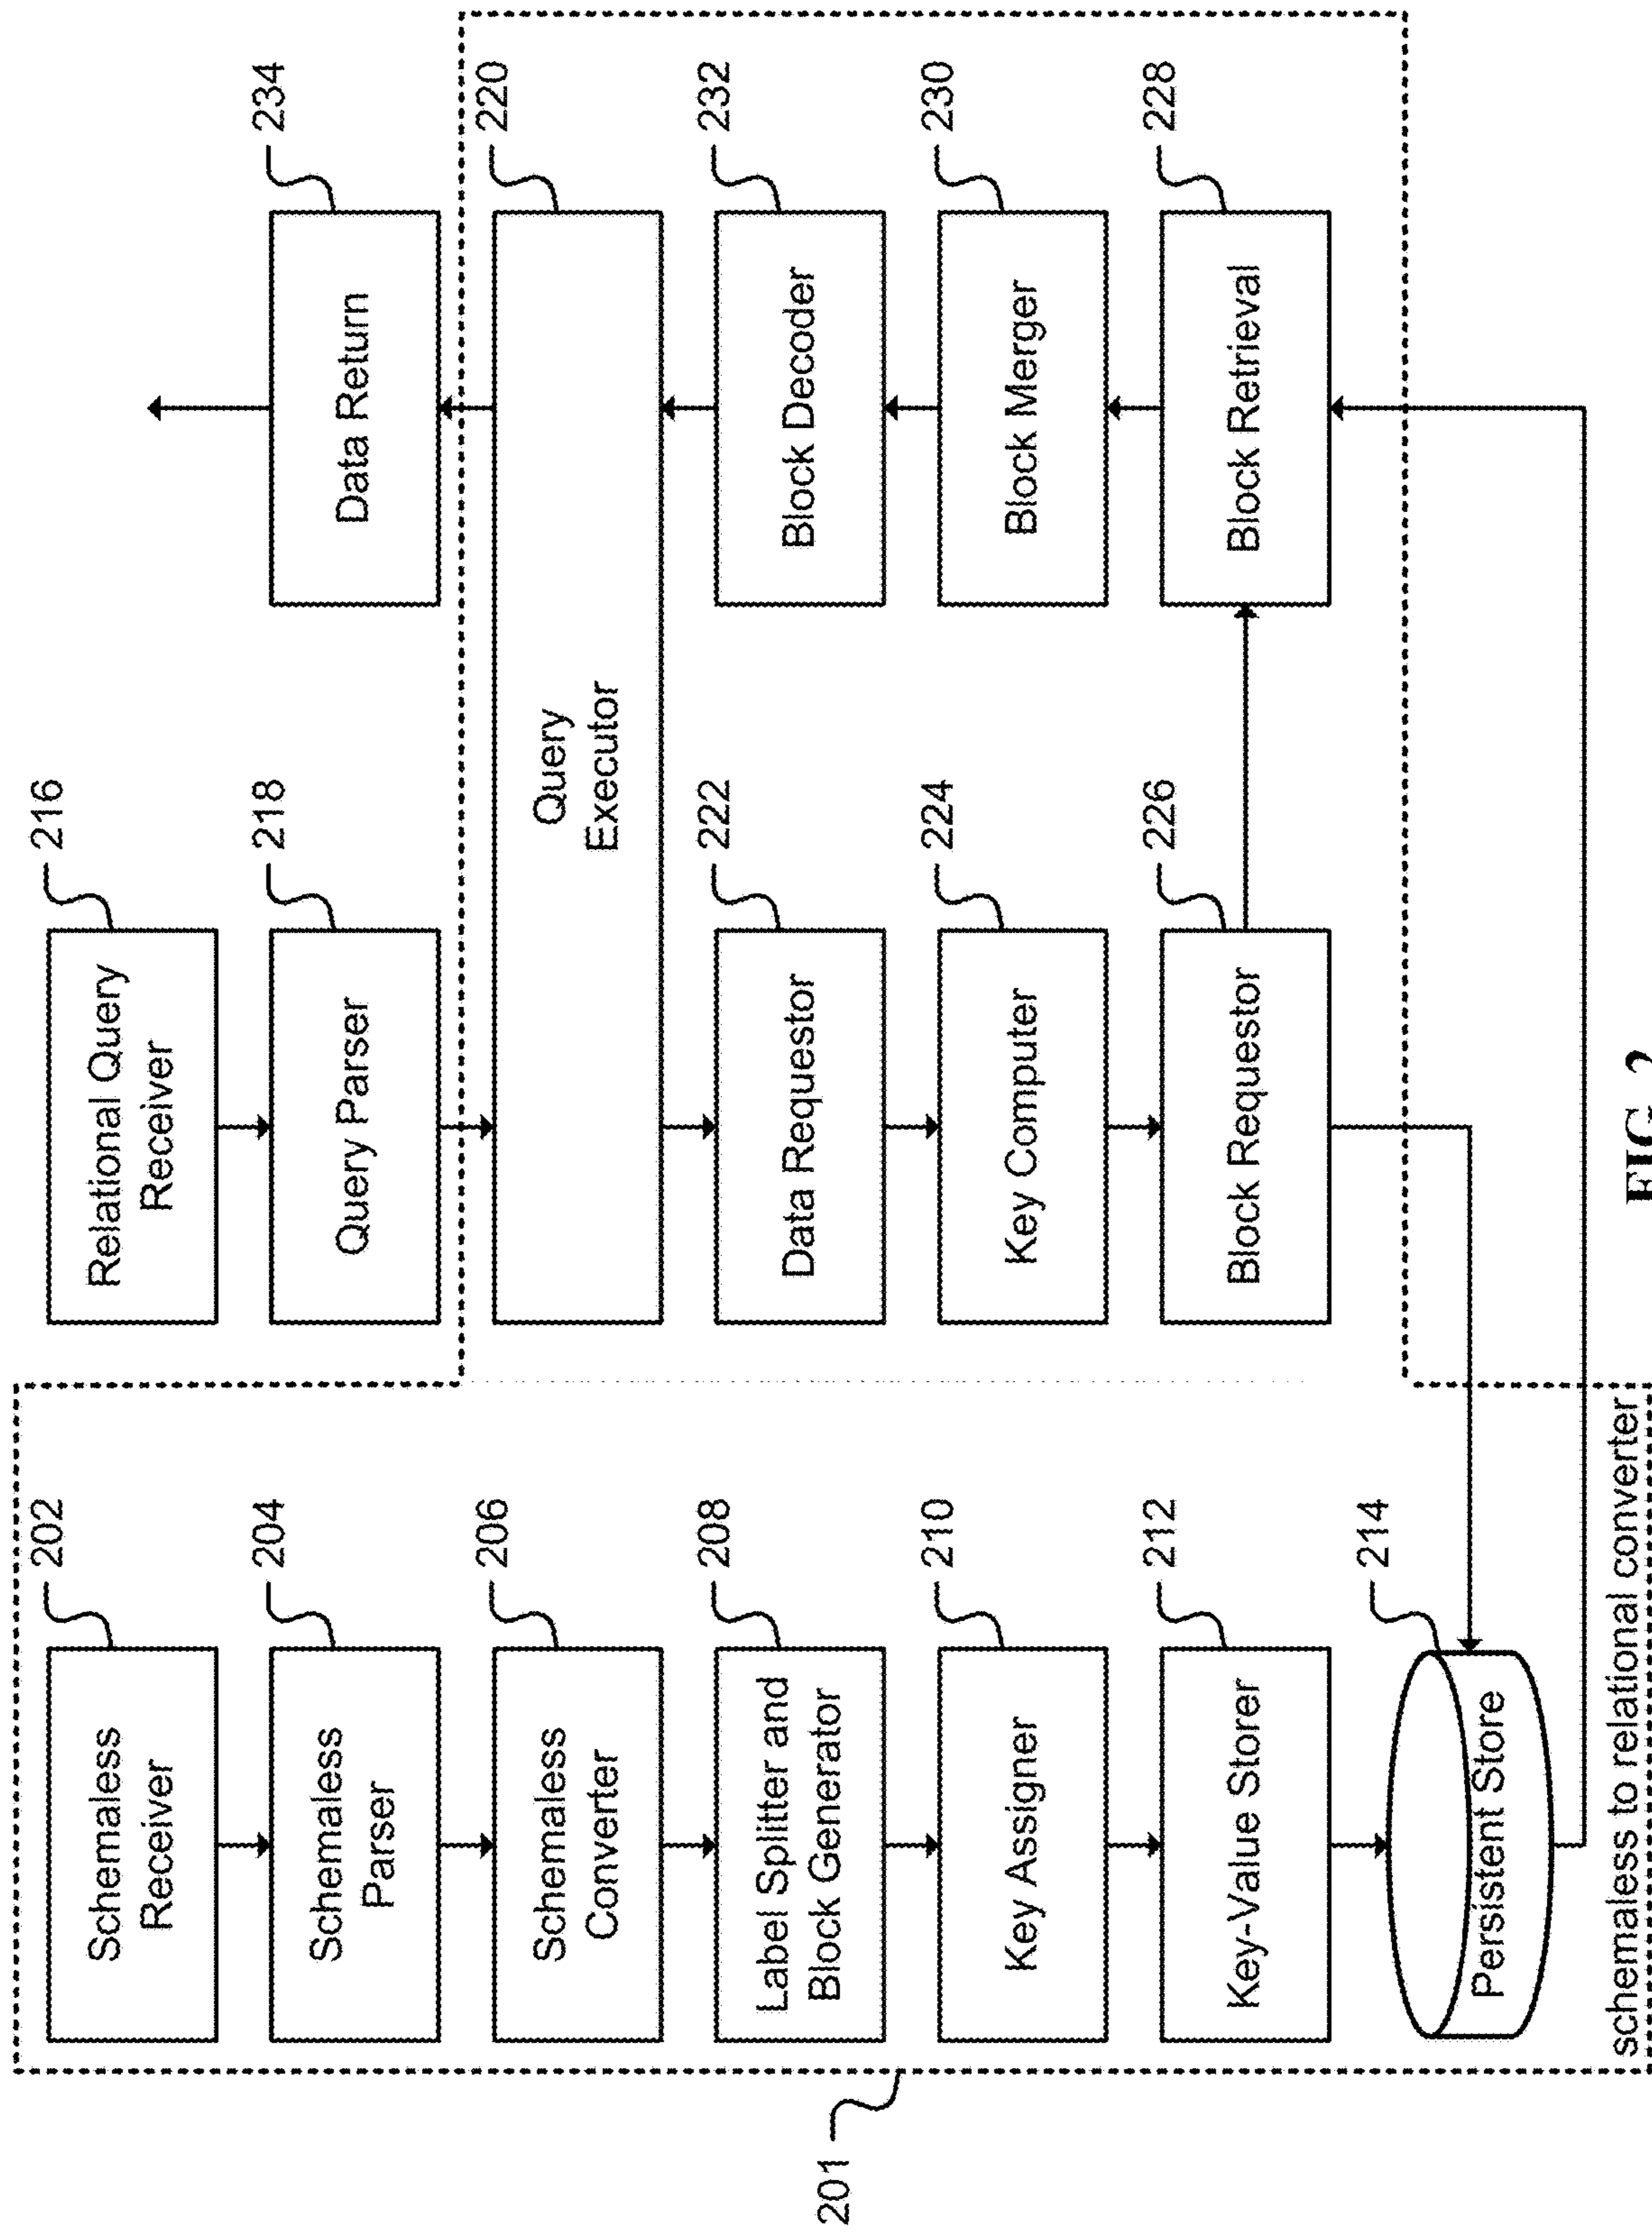 202
Schemaless
Receiver
204
Schemaless
Parser
206
Schemaless
Converter
208
Label Splitter and
Block Generator
210
Key Assigner
212
Key-Value Storer
214
Persistent Store
schemaless to relational converter
201
216
Relational Query
Receiver
218
Query Parser
220
Query
Executor
222
Data Requestor
224
Key Computer
226
Block Requestor
234
Data Return
232
Block Decoder
230
Block Merger
228
Block Retrieval
FIG. 2